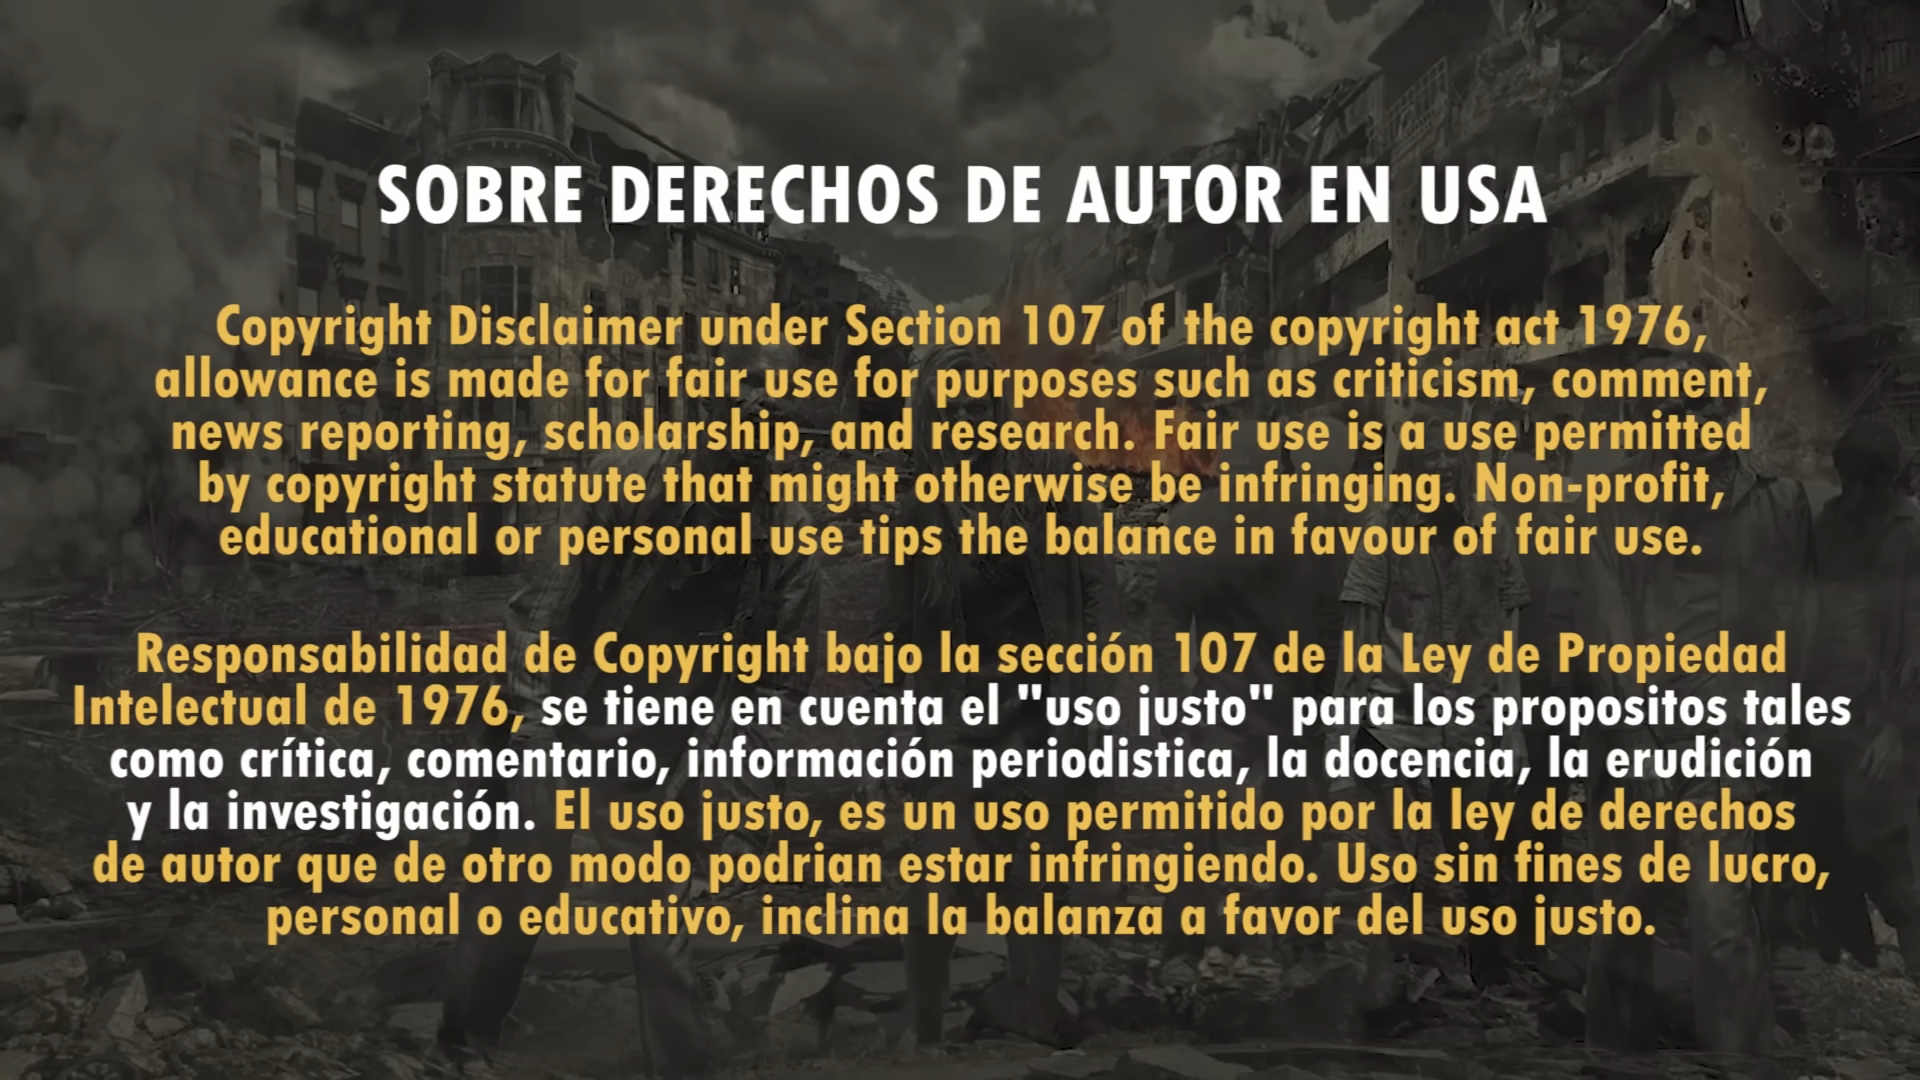 SOBRE DERECHOS DE AUTOR EN USA
Copyright Disclaimer under Section 107 of the copyright act 1976,
allowance is made for fair use for purposes such as criticism, comment,
news reporting, scholarship, and research. Fair use is a use permitted
by copyright statute that might otherwise be infringing. Non-profit,
educational or personal use tips the balance in favour of fair use.
Responsabilidad de Copyright bajo la sección 107 de la Ley de Propiedad
Intelectual de 1976, se tiene en cuenta el "uso justo" para los propositos tales
como crítica, comentario, información periodistica, la docencia, la erudición
y la investigación. El uso justo, es un uso permitido por la ley de derechos
de autor que de otro modo podrian estar infringiendo. Uso sin fines de lucro,
personal o educativo, inclina la balanza a favor del uso justo.